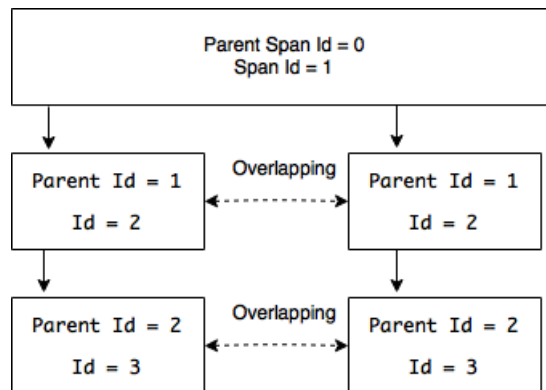 Parent Span Id = 0
Span Id = 1
Overlapping
Parent Id = 1
Id = 2
Parent Id = 1
Id = 2
Overlapping
Parent Id = 2
Id = 3
Parent Id = 2
Id = 3